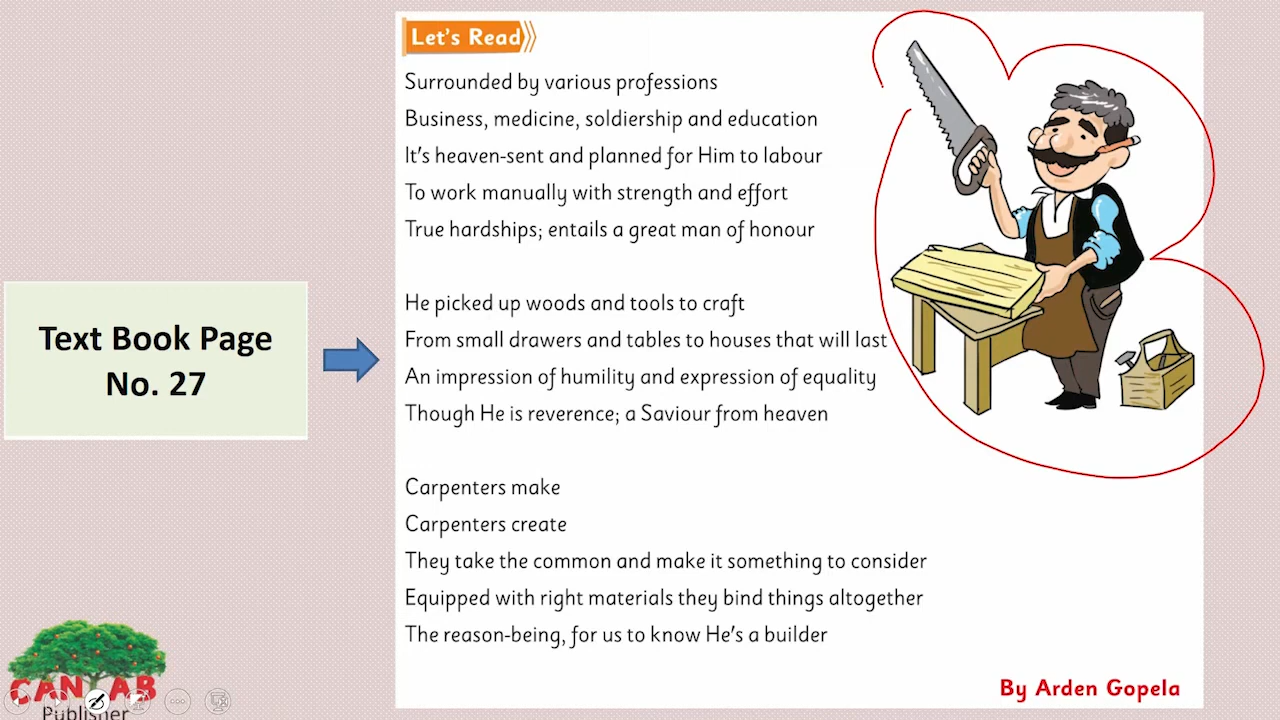 Let's Read
Surrounded by various professions
Business, medicine, soldiership and education
It's heaven-sent and planned for Him to labour
To work manually with strength and effort
True hardships; entails a great man of honour
He picked up woods and tools to craft
From small drawers and tables to houses that will last
An impression of humility and expression of equality
Though He is reverence; a Saviour from heaven
Carpenters make
Carpenters create
They take the common and make it something to consider
Equipped with right materials they bind things altogether
The reason-being, for us to know He's a builder
By Arden Gopela
Text Book Page
No. 27
CANTAB
Publisher